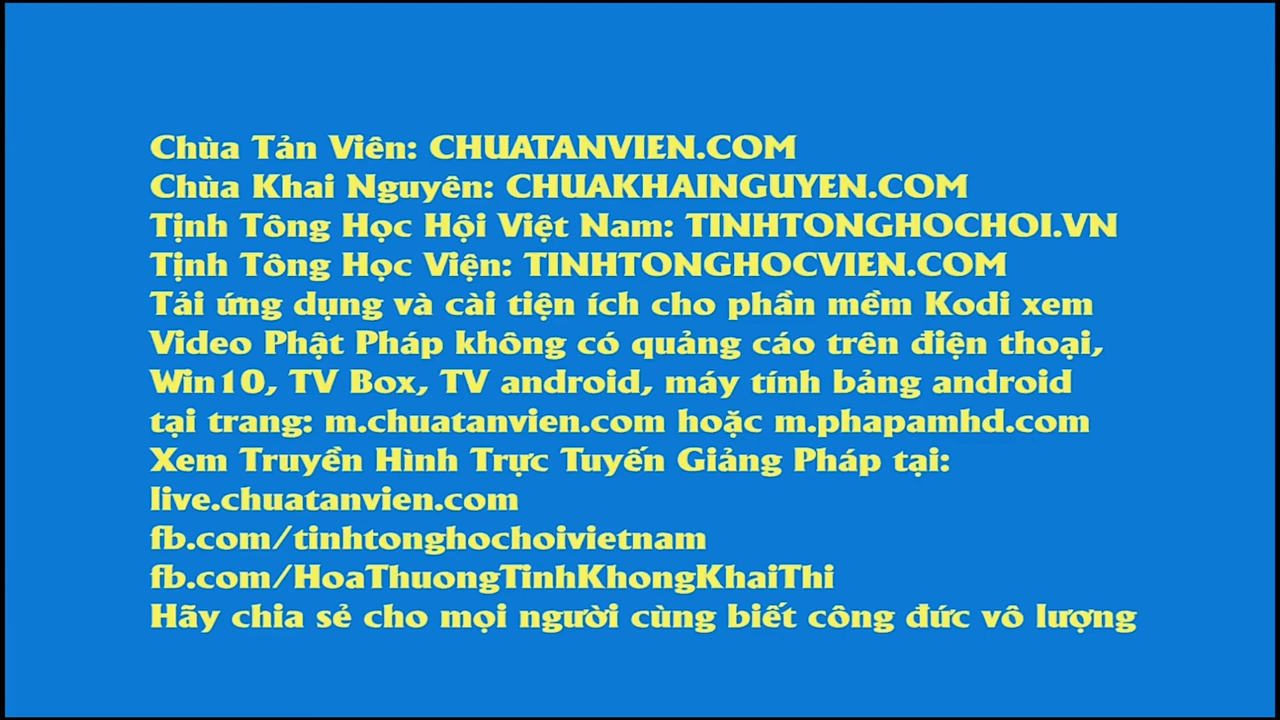 Chùa Tản Viên: CHUATANVIEN.COM
Chùa Khai Nguyên: CHUAKHAINGUYEN.COM
Tịnh Tông Học Hội Việt Nam: TINHTONGHOCHOI.VN
Tịnh Tông Học Viện: TINHTONGHOCVIEN.COM
Tải ứng dụng và cài tiện ích cho phần mềm Kodi xem
Video Phật Pháp không có quảng cáo trên điện thoại,
Win10, TV Box, TV android, máy tính bảng android
tại trang: m.chuatanvien.com hoặc m.phapamhd.com
Xem Truyền Hình Trực Tuyến Giảng Pháp tại:
live.chuatanvien.com
fb.com/tinhtonghochoivietnam
fb.com/HoaThuongTinhKhongKhaiThi
Hãy chia sẻ cho mọi người cùng biết công đức vô lượng